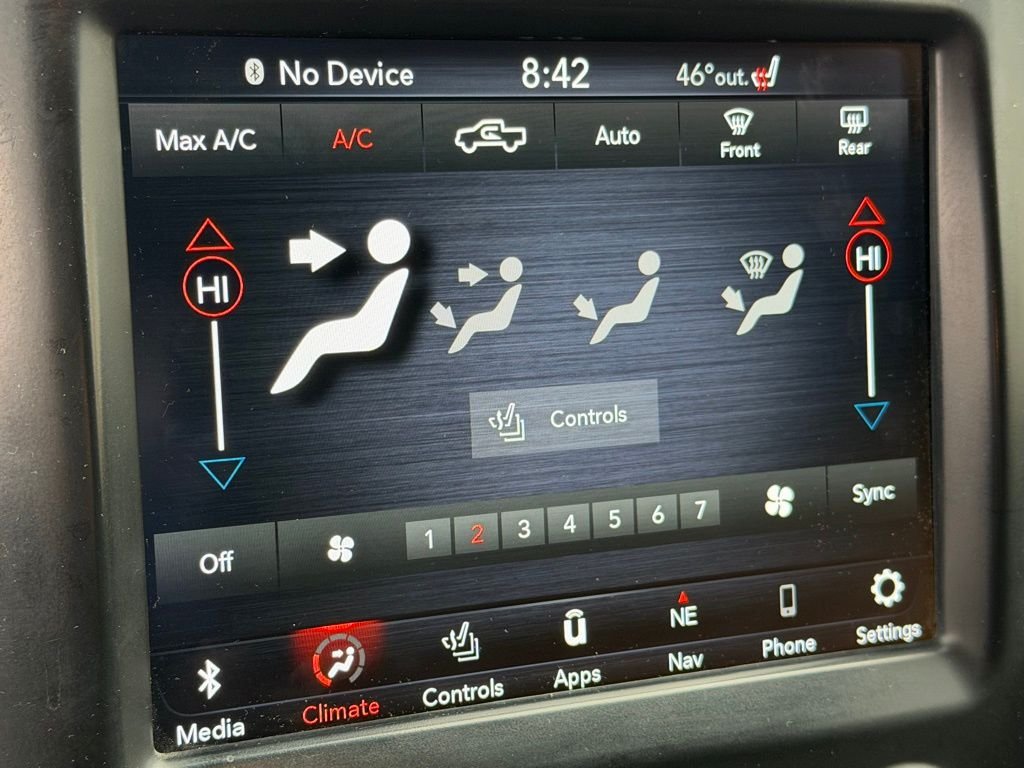 No Device 8:42 46° out.
Max A/C A/C Auto Front Rear
HI HI
Controls
Off 1 2 3 4 5 6 7 Sync
Media Climate Controls Apps NE Nav Phone Settings